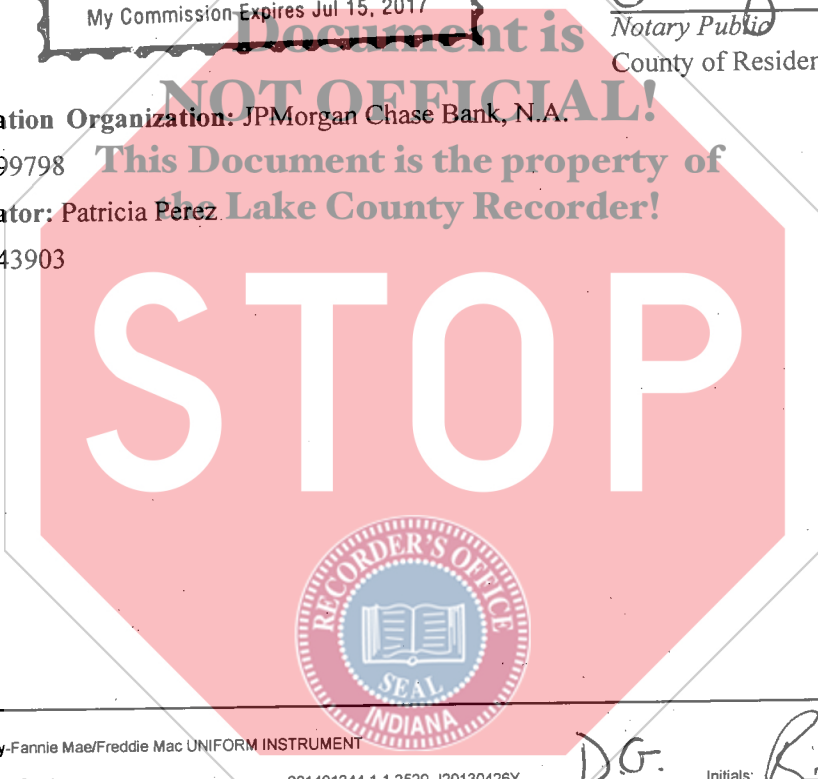 My Commission Expires Jul 15, 2017
Document is
Notary Public
County of Residen
NOT OFFICIAL!
ation Organization: JPMorgan Chase Bank, N.A.
99798
This Document is the property of
ator: Patricia Perez
the Lake County Recorder!
43903
STOP
RECORDER'S OFFICE
SEAL
INDIANA
y-Fannie Mae/Freddie Mac UNIFORM INSTRUMENT
D.G.
Initials: